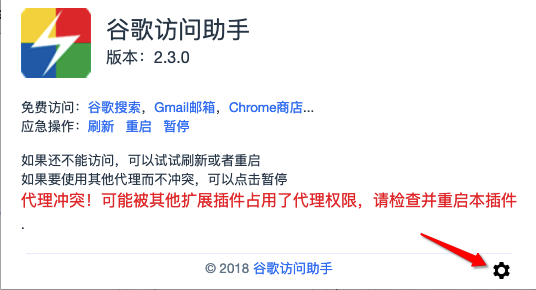 谷歌访问助手
版本：2.3.0
免费访问：谷歌搜索，Gmail邮箱，Chrome商店...
应急操作：刷新 重启 暂停
如果还不能访问，可以试试刷新或者重启
如果要使用其他代理而不冲突，可以点击暂停
代理冲突！可能被其他扩展插件占用了代理权限，请检查并重启本插件
.
© 2018 谷歌访问助手